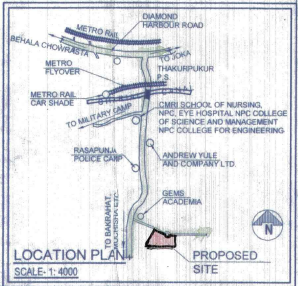 DIAMOND
HARBOUR ROAD
METRO RAIL
BEHALA CHOWRASTA
TO JOKA
METRO
FLYOVER
THAKURPUKUR
P.S.
METRO RAIL
CAR SHADE
CANAL
TO MILITARY CAMP
CMRI SCHOOL OF NURSING,
NPC, EYE HOSPITAL NPC COLLEGE
OF SCIENCE AND MANAGEMENT
NPC COLLEGE FOR ENGINEERING
RASAPUNJA
POLICE CAMP
ANDREW YULE
AND COMPANY LTD.
GEMS
ACADEMIA
TO BAKRAHAT,
N
LOCATION PLAN
SCALE- 1: 4000
PROPOSED
SITE